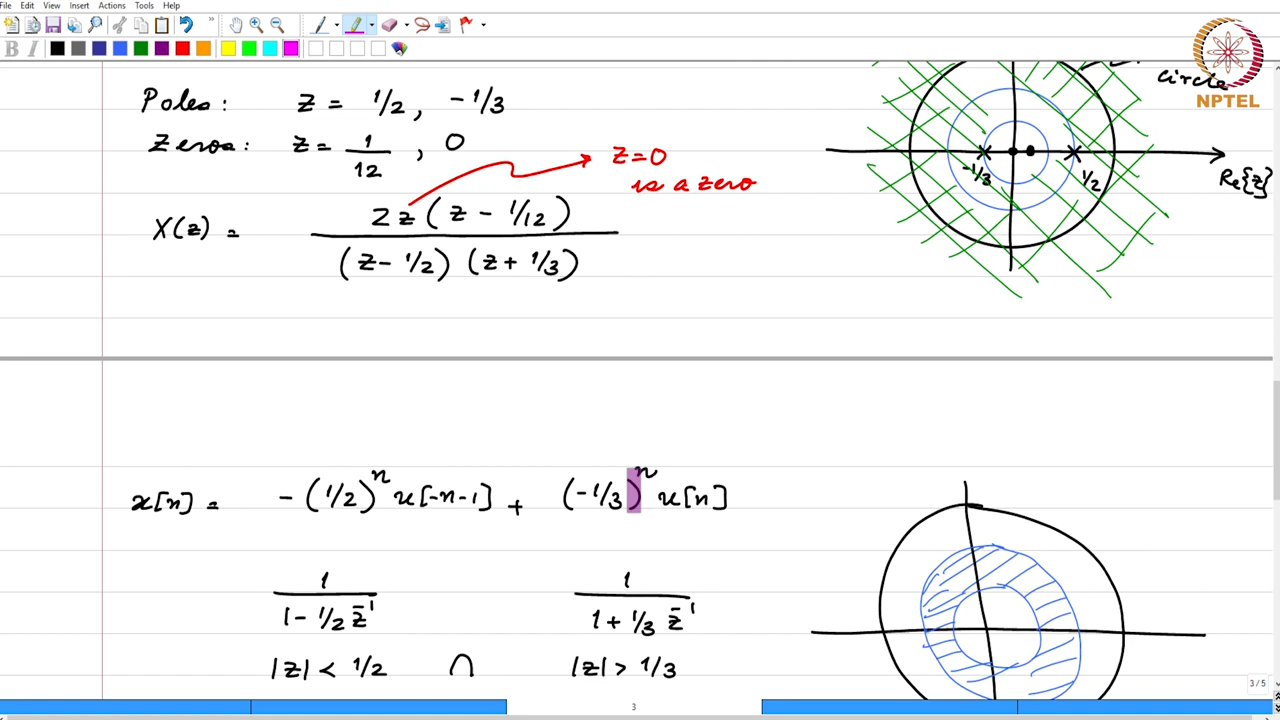 File Edit View Insert Actions Tools Help
B I
NPTEL
Poles: z = 1/2, -1/3
Zeros: z = 1/12, 0
z=0
is a zero
X(z) = 2z(z - 1/12) / (z - 1/2)(z + 1/3)
circle
-1/3
1/2
Re{z}
x[n] = -(1/2)^n u[-n-1] + (-1/3)^n u[n]
1 / 1 - 1/2 z^-1 1 / 1 + 1/3 z^-1
|z| < 1/2 ∩ |z| > 1/3
3/5
3